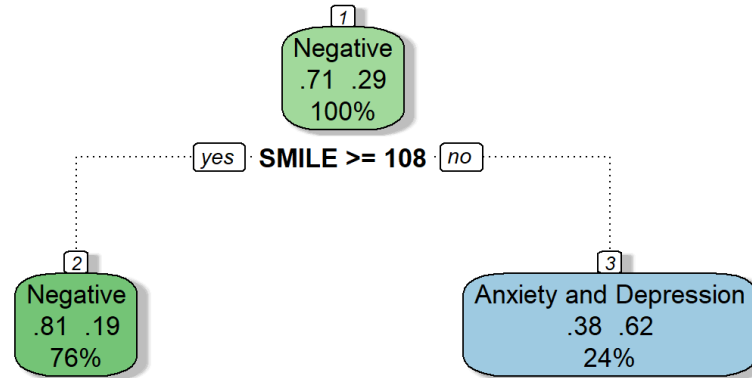 1
Negative
.71 .29
100%
yes SMILE >= 108 no
2
Negative
.81 .19
76%
3
Anxiety and Depression
.38 .62
24%